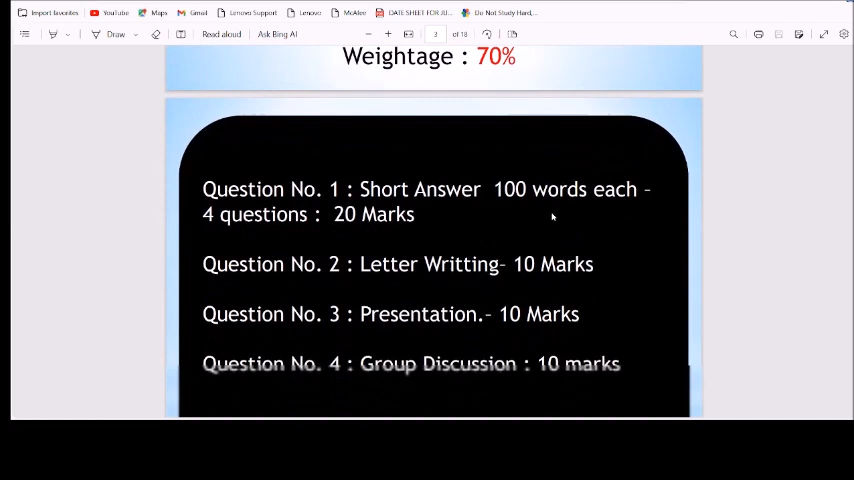 Import favorites YouTube Maps Gmail Lenovo Support Lenovo McAfee DATE SHEET FOR JU... Do Not Study Hard,...
Draw Read aloud Ask Bing AI 3 of 18
Weightage : 70%
Question No. 1 : Short Answer 100 words each –
4 questions : 20 Marks
Question No. 2 : Letter Writting– 10 Marks
Question No. 3 : Presentation.– 10 Marks
Question No. 4 : Group Discussion : 10 marks